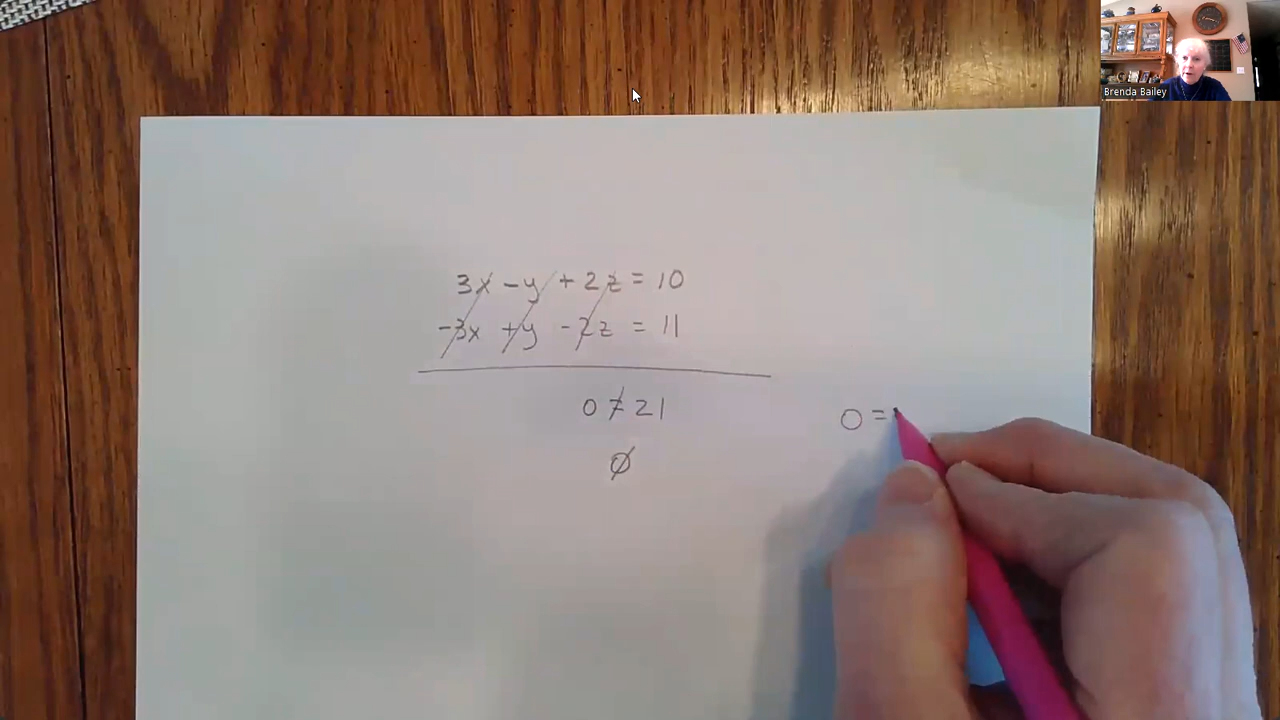 Brenda Bailey
3x - y + 2z = 10
-3x + y - 2z = 11
0 ≠ 21
0 =
∅